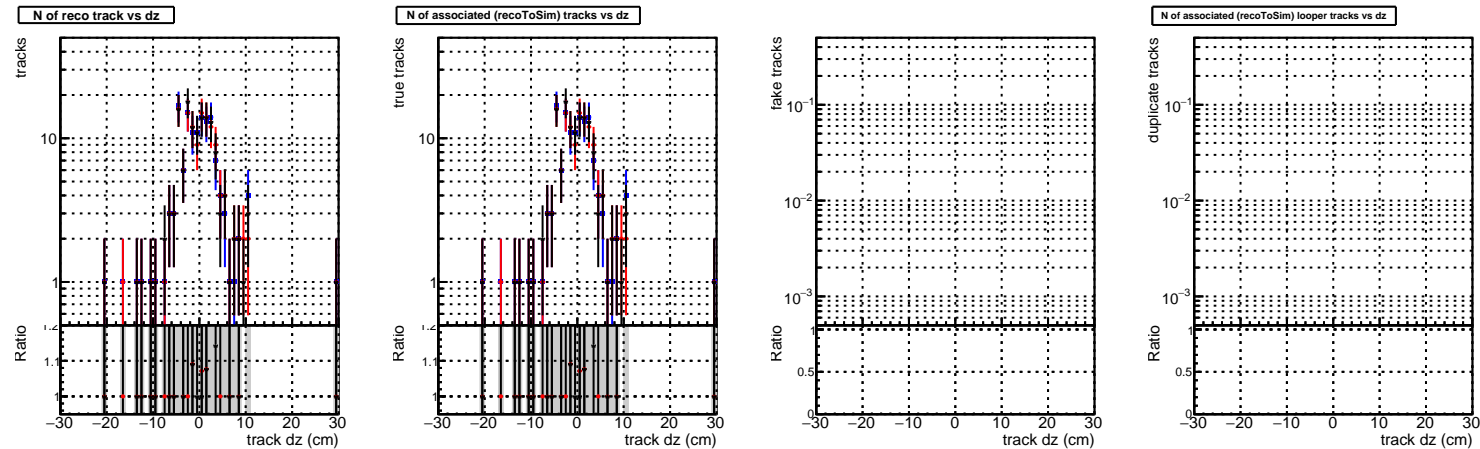 N of reco track vs dz
tracks
10
1
Ratio
1.2
1.1
1
−30 −20 −10 0 10 20 30
track dz (cm)
N of associated (recoToSim) tracks vs dz
true tracks
10
1
Ratio
1.2
1.1
1
−30 −20 −10 0 10 20 30
track dz (cm)
fake tracks
10−1
10−2
10−3
Ratio
1
0.5
0
−30 −20 −10 0 10 20 30
track dz (cm)
N of associated (recoToSim) looper tracks vs dz
duplicate tracks
10−1
10−2
10−3
Ratio
1
0.5
0
−30 −20 −10 0 10 20 30
track dz (cm)